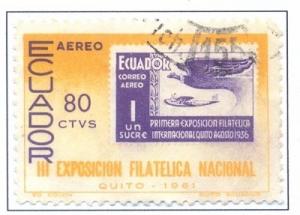 ECUADOR
AEREO
80
CTVS
ECUADOR
CORREO
AEREO
1
UN
SUCRE
PRIMERA·EXPOSICION·FILATELICA
INTERNACIONAL·QUITO·AGOSTO·1936
III EXPOSICION FILATELICA NACIONAL
QUITO - 1961